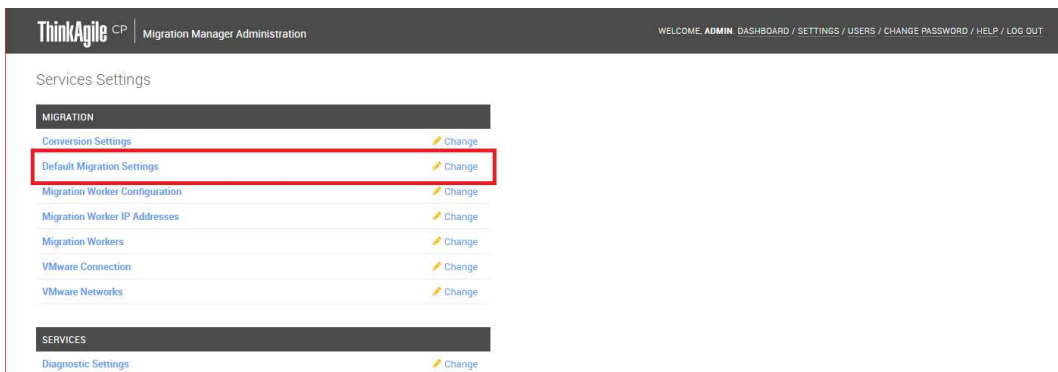 ThinkAgile CP Migration Manager Administration
WELCOME, ADMIN. DASHBOARD / SETTINGS / USERS / CHANGE PASSWORD / HELP / LOG OUT
Services Settings
MIGRATION
Conversion Settings Change
Default Migration Settings Change
Migration Worker Configuration Change
Migration Worker IP Addresses Change
Migration Workers Change
VMware Connection Change
VMware Networks Change
SERVICES
Diagnostic Settings Change